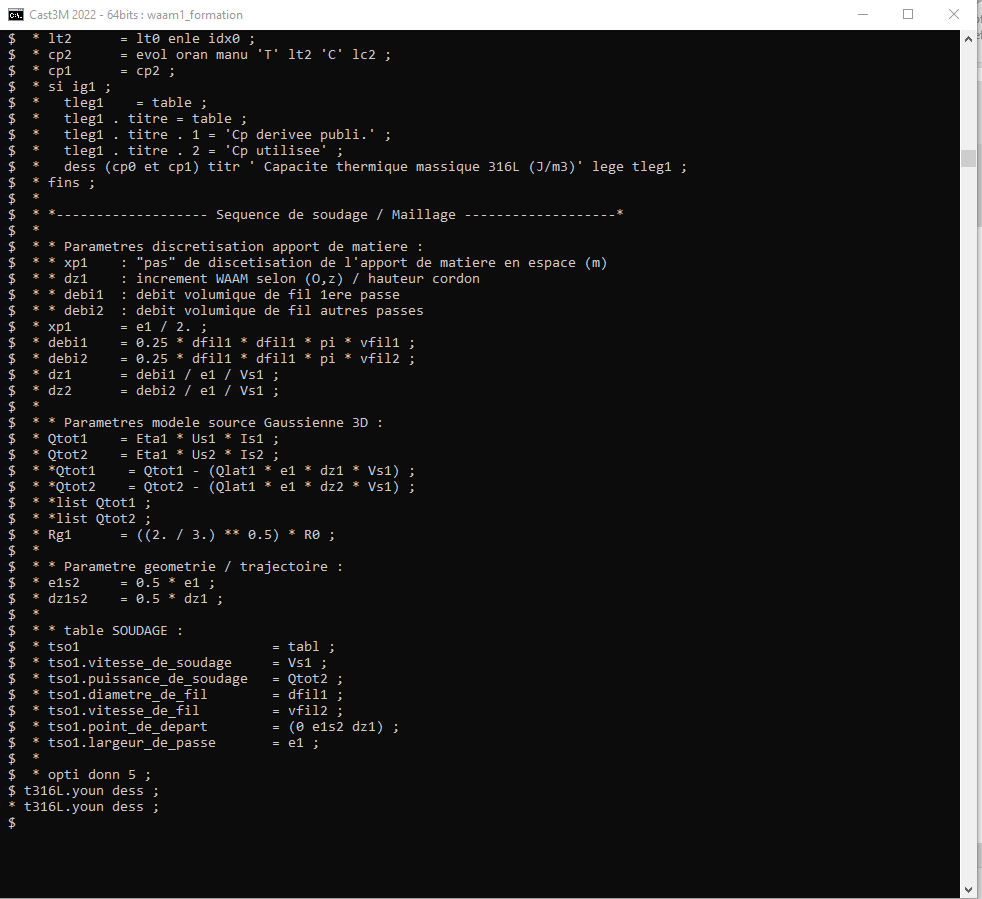 Cast3M 2022 - 64bits : waam1_formation
$  * lt2      = lt0 enle idx0 ;
$  * cp2      = evol oran manu 'T' lt2 'C' lc2 ;
$  * cp1      = cp2 ;
$  * si ig1 ;
$  *   tleg1    = table ;
$  *   tleg1 . titre = table ;
$  *   tleg1 . titre . 1 = 'Cp derivee publi.' ;
$  *   tleg1 . titre . 2 = 'Cp utilisee' ;
$  *   dess (cp0 et cp1) titr ' Capacite thermique massique 316L (J/m3)' lege tleg1 ;
$  * fins ;
$  *
$  * *------------------- Sequence de soudage / Maillage -------------------*
$  *
$  * * Parametres discretisation apport de matiere :
$  * * xp1    : "pas" de discetisation de l'apport de matiere en espace (m)
$  * * dz1    : increment WAAM selon (O,z) / hauteur cordon
$  * * debi1  : debit volumique de fil 1ere passe
$  * * debi2  : debit volumique de fil autres passes
$  * xp1      = e1 / 2. ;
$  * debi1    = 0.25 * dfil1 * dfil1 * pi * vfil1 ;
$  * debi2    = 0.25 * dfil1 * dfil1 * pi * vfil2 ;
$  * dz1      = debi1 / e1 / Vs1 ;
$  * dz2      = debi2 / e1 / Vs1 ;
$  *
$  * * Parametres modele source Gaussienne 3D :
$  * Qtot1    = Eta1 * Us1 * Is1 ;
$  * Qtot2    = Eta1 * Us2 * Is2 ;
$  * *Qtot1    = Qtot1 - (Qlat1 * e1 * dz1 * Vs1) ;
$  * *Qtot2    = Qtot2 - (Qlat1 * e1 * dz2 * Vs1) ;
$  * *list Qtot1 ;
$  * *list Qtot2 ;
$  * Rg1      = ((2. / 3.) ** 0.5) * R0 ;
$  *
$  * * Parametre geometrie / trajectoire :
$  * e1s2     = 0.5 * e1 ;
$  * dz1s2    = 0.5 * dz1 ;
$  *
$  * * table SOUDAGE :
$  * tso1                        = tabl ;
$  * tso1.vitesse_de_soudage     = Vs1 ;
$  * tso1.puissance_de_soudage   = Qtot2 ;
$  * tso1.diametre_de_fil        = dfil1 ;
$  * tso1.vitesse_de_fil         = vfil2 ;
$  * tso1.point_de_depart        = (0 e1s2 dz1) ;
$  * tso1.largeur_de_passe       = e1 ;
$  *
$  * opti donn 5 ;
$ t316L.youn dess ;
* t316L.youn dess ;
$